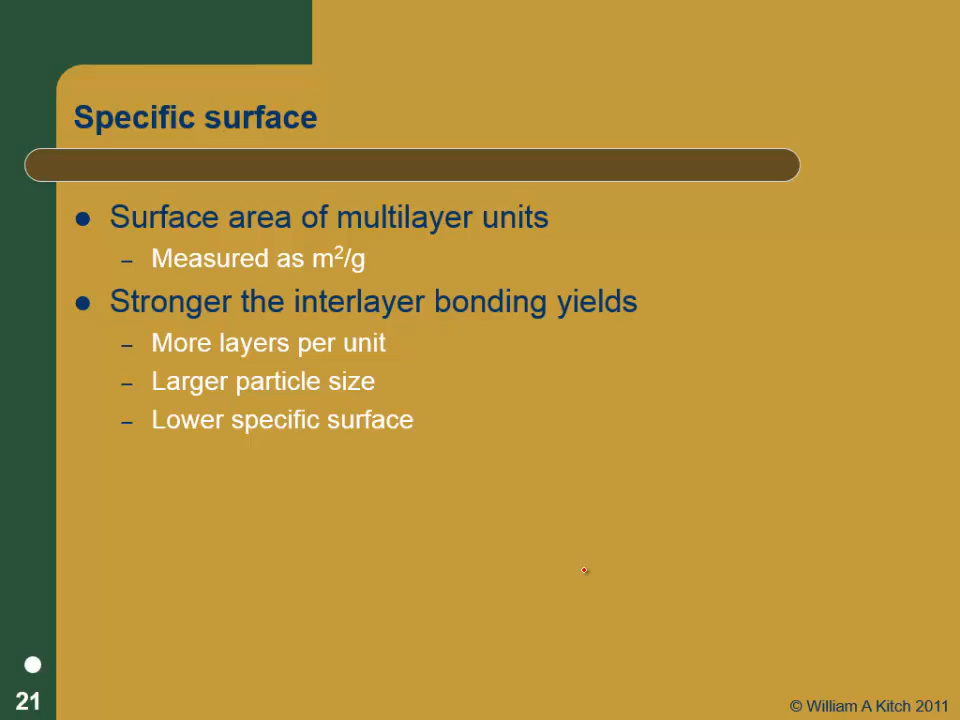 Specific surface
● Surface area of multilayer units
– Measured as m²/g
● Stronger the interlayer bonding yields
– More layers per unit
– Larger particle size
– Lower specific surface
21
© William A Kitch 2011